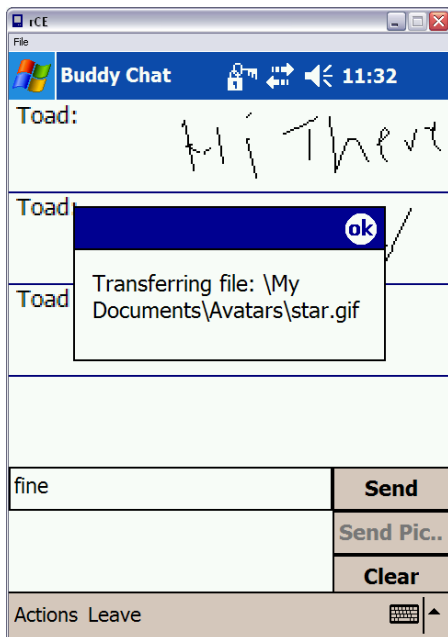 rCE
File
Buddy Chat 11:32
Toad: Hi There
Toad:
ok
Transferring file: \My
Documents\Avatars\star.gif
Toad
fine
Send
Send Pic..
Clear
Actions Leave